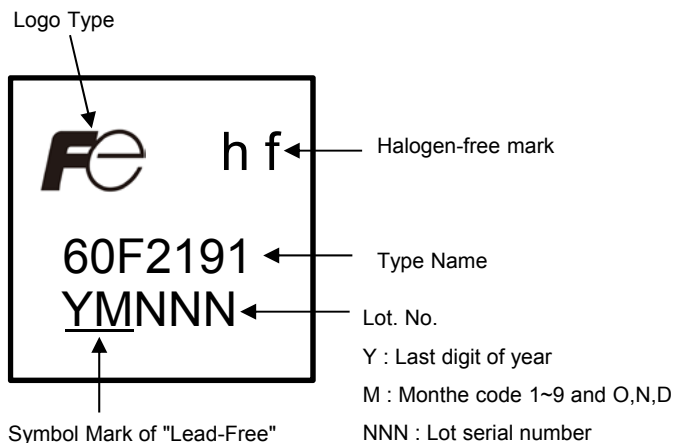 Logo Type
Fe
h f
Halogen-free mark
60F2191
Type Name
YMNNN
Lot. No.
Y : Last digit of year
M : Monthe code 1~9 and O,N,D
NNN : Lot serial number
Symbol Mark of "Lead-Free"